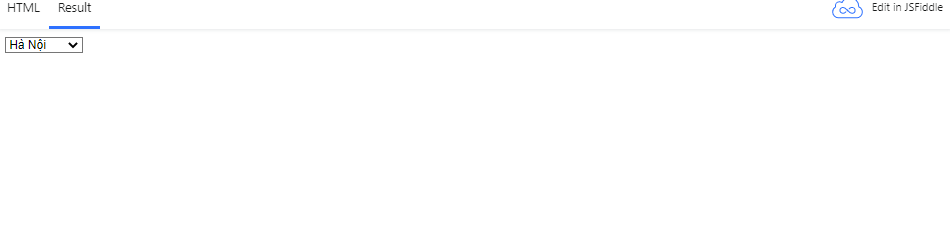 HTML Result Edit in JSFiddle
Hà Nội